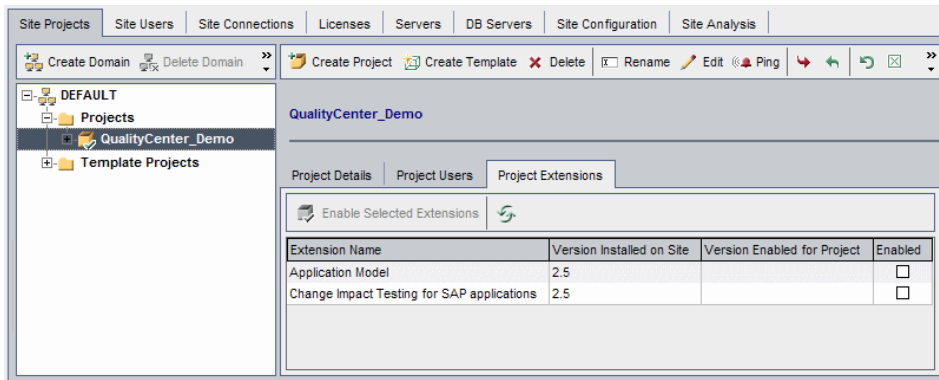 Site Projects Site Users Site Connections Licenses Servers DB Servers Site Configuration Site Analysis
Create Domain Delete Domain » Create Project Create Template Delete Rename Edit Ping »
DEFAULT
Projects
QualityCenter_Demo
Template Projects
QualityCenter_Demo
Project Details Project Users Project Extensions
Enable Selected Extensions
Extension Name Version Installed on Site Version Enabled for Project Enabled
Application Model 2.5
Change Impact Testing for SAP applications 2.5